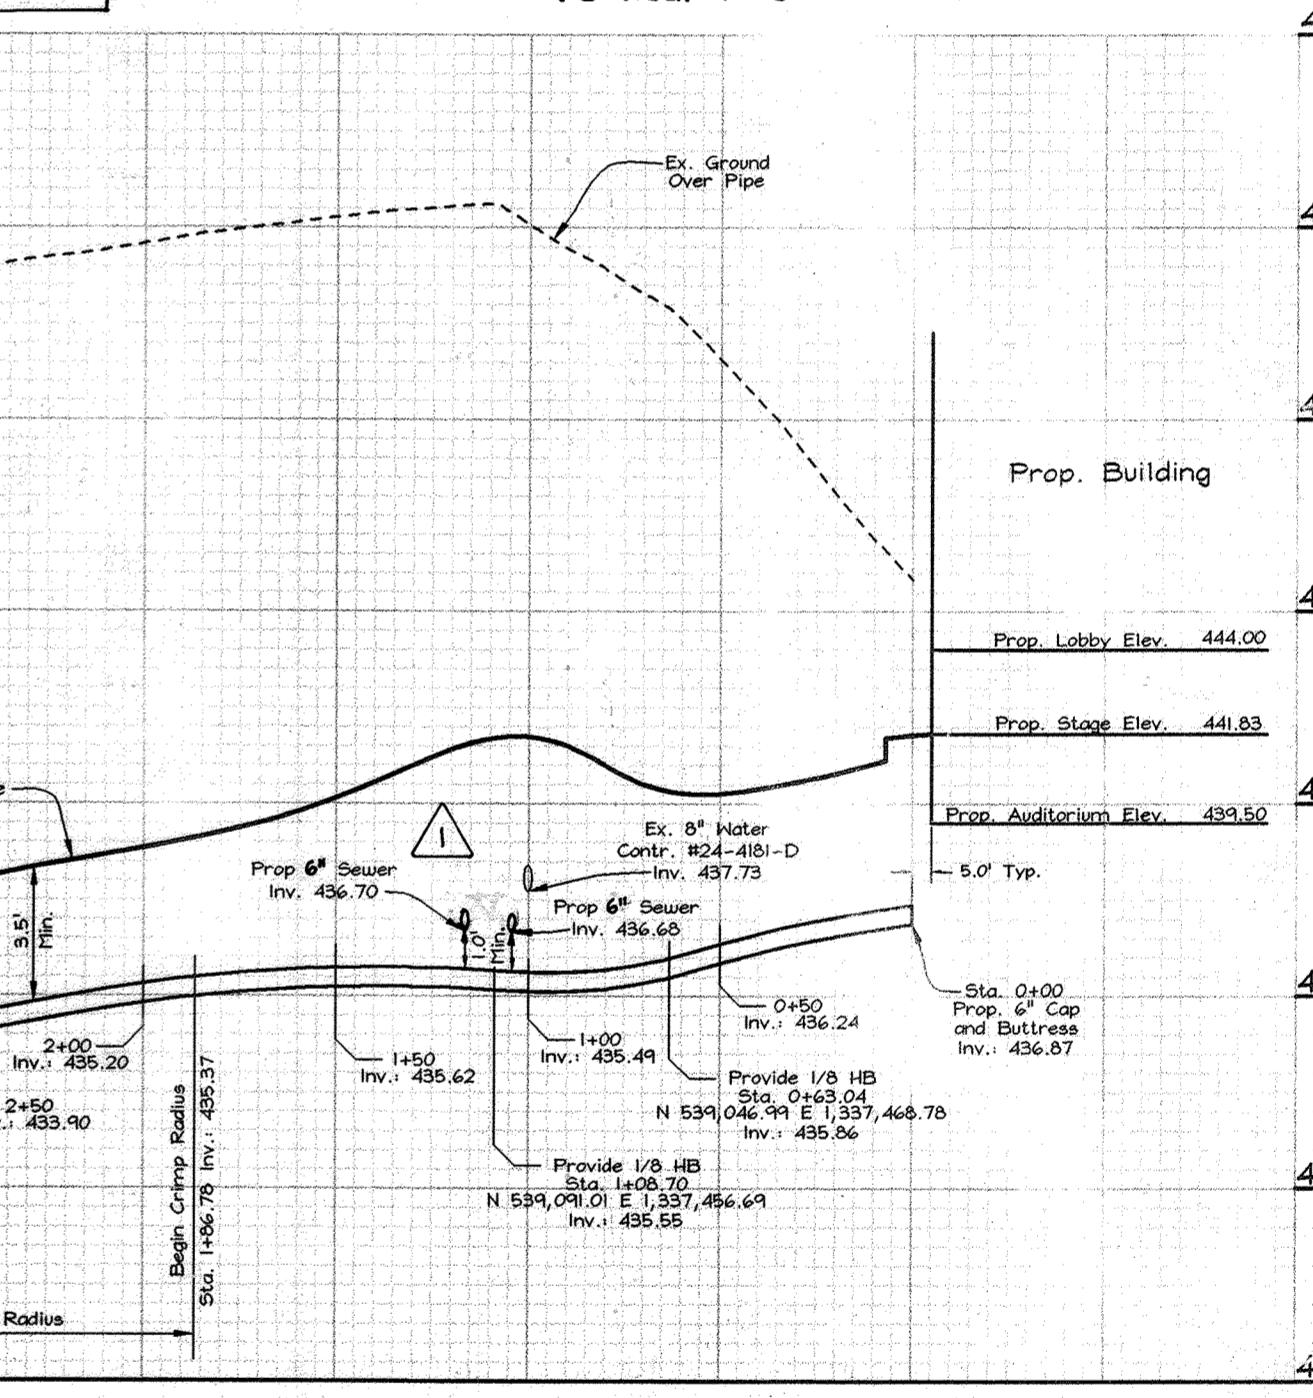 Ex. Ground
Over Pipe
Prop. Building
Prop. Lobby Elev. 444.00
Prop. Stage Elev. 441.83
Prop. Auditorium Elev. 439.50
5.0' Typ.
Ex. 8" Water
Contr. #24-4181-D
Inv. 437.73
1
Prop 6" Sewer
Inv. 436.70
Prop 6" Sewer
Inv. 436.68
3.5'
Min.
1.0'
Min.
Sta. 0+00
Prop. 6" Cap
and Buttress
Inv.: 436.87
0+50
Inv.: 436.24
1+00
Inv.: 435.49
1+50
Inv.: 435.62
2+00
Inv.: 435.20
2+50
.: 433.90
Provide 1/8 HB
Sta. 0+63.04
N 539,046.99 E 1,337,468.78
Inv.: 435.86
Provide 1/8 HB
Sta. 1+08.70
N 539,091.01 E 1,337,456.69
Inv.: 435.55
Begin Crimp Radius
Sta. 1+86.78 Inv.: 435.37
Radius